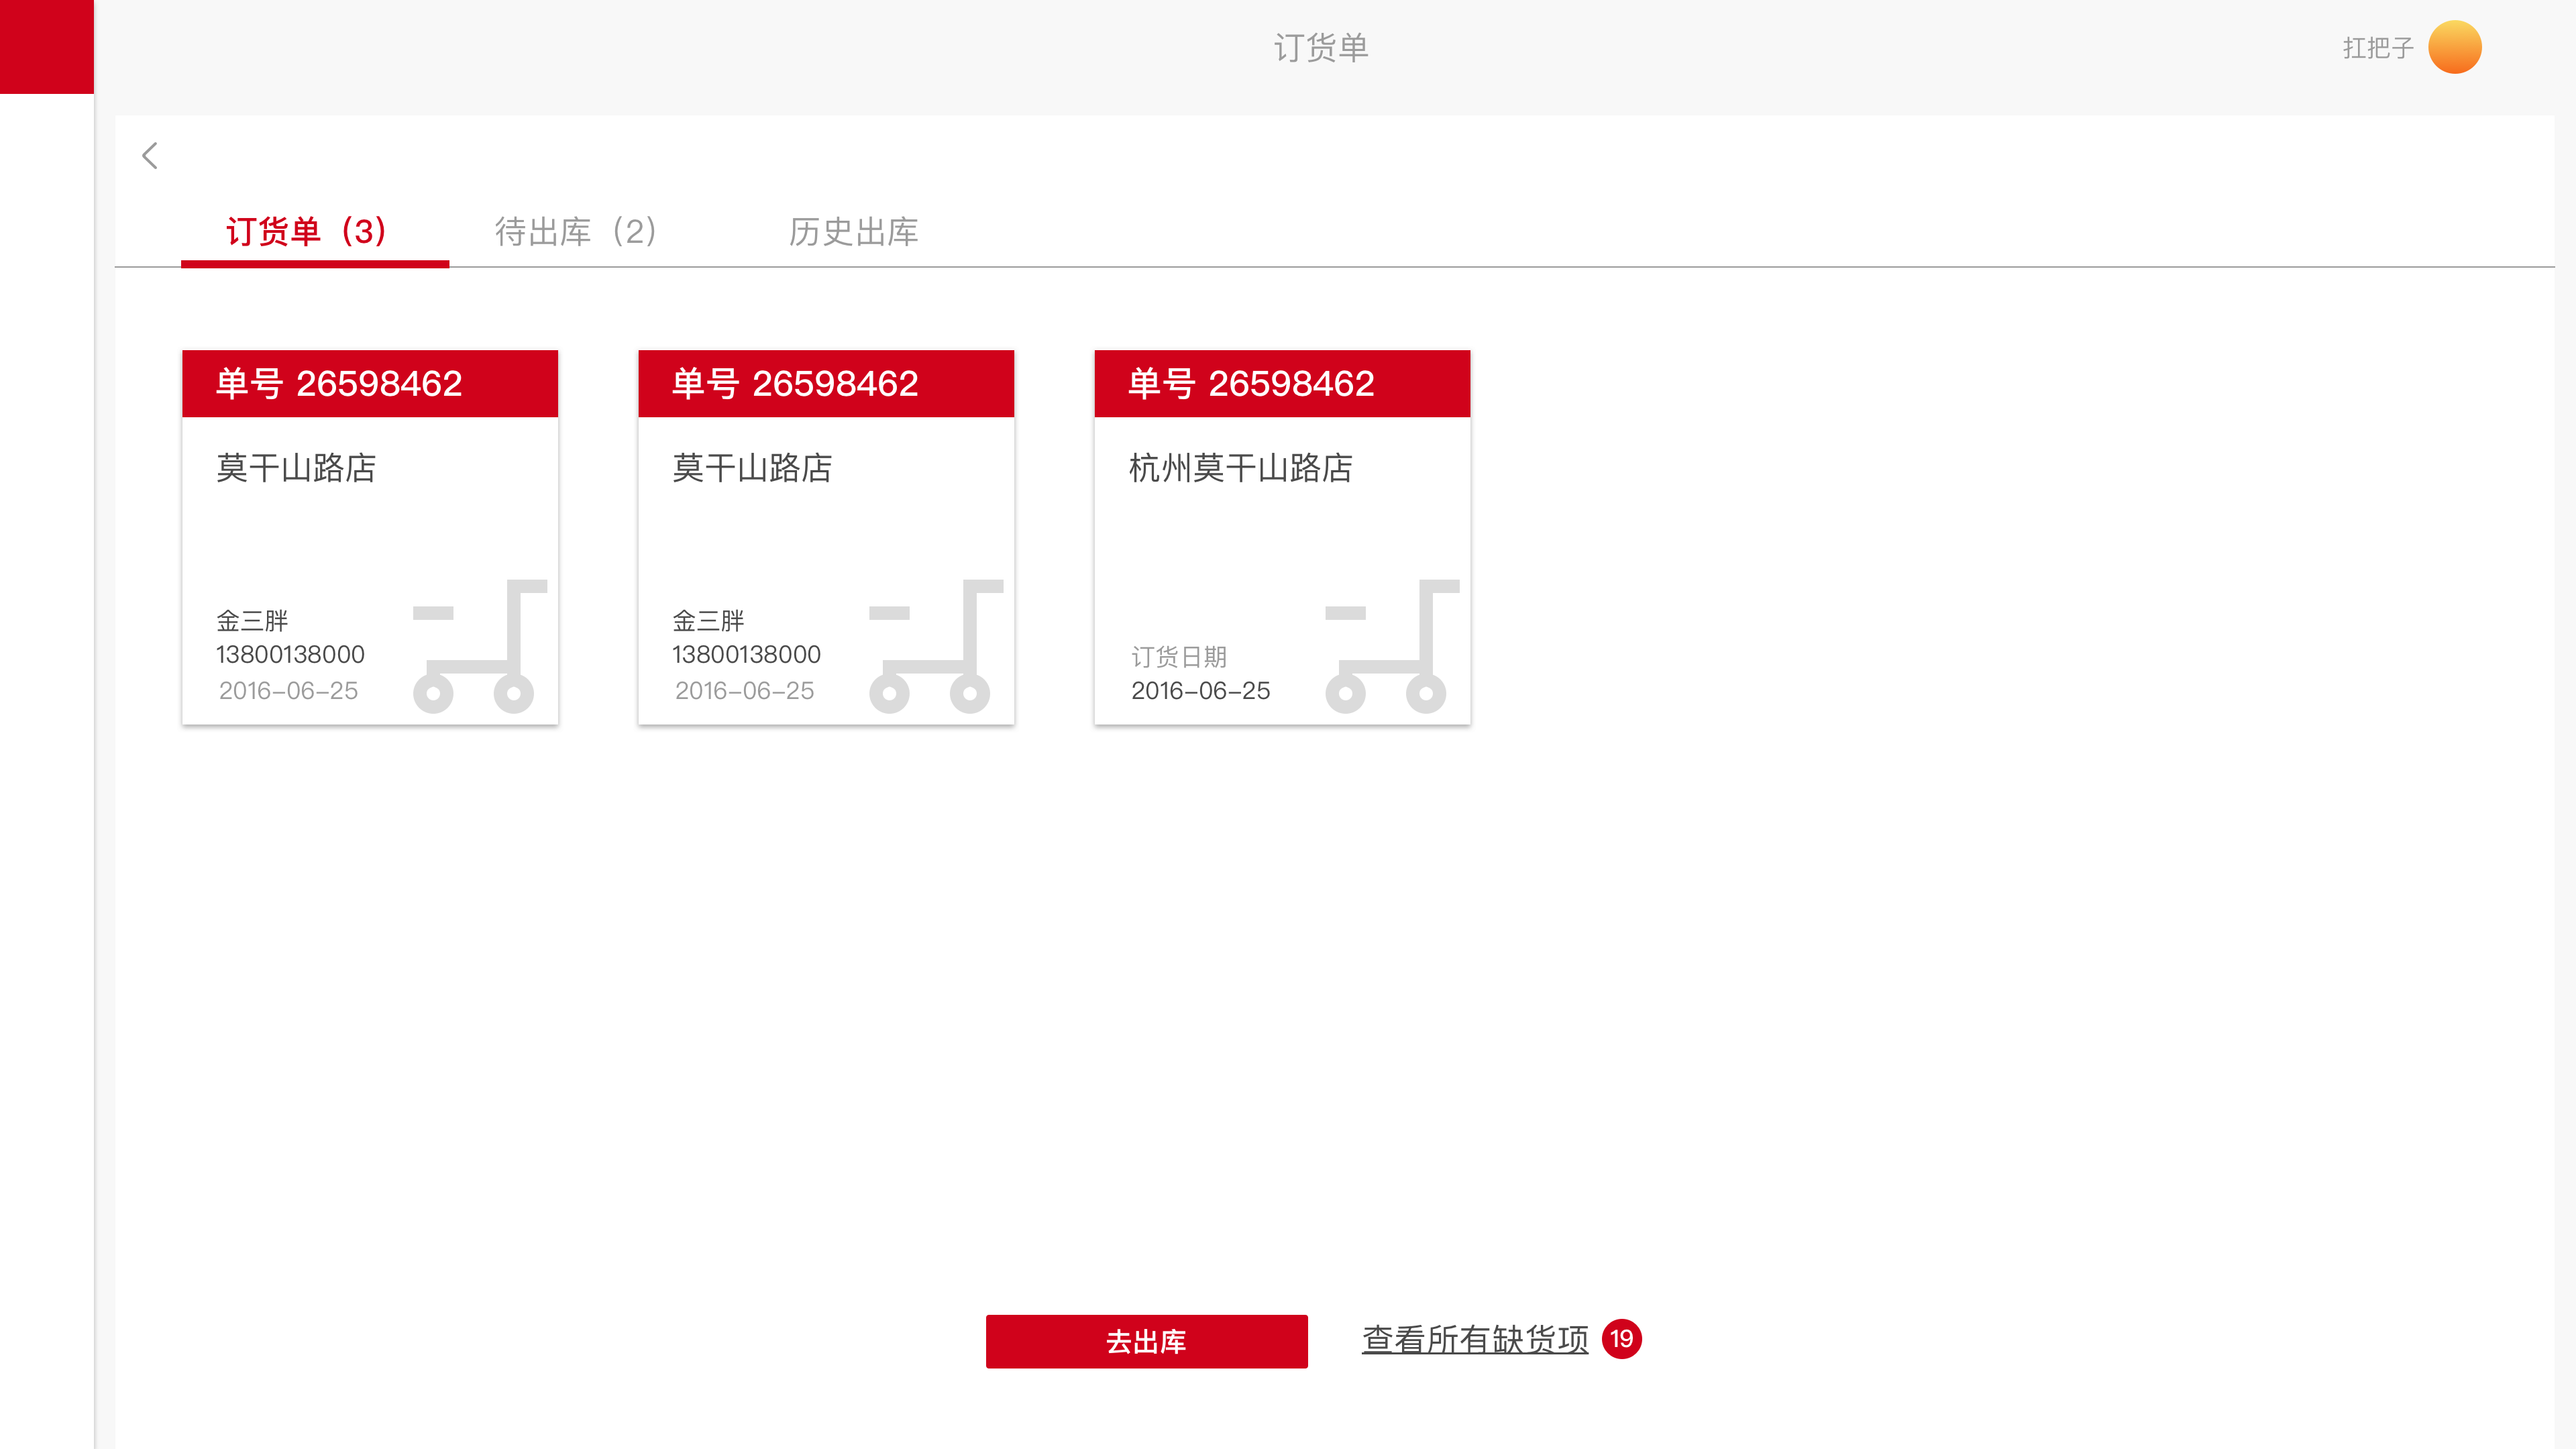 订货单
扛把子
订货单（3）
待出库（2）
历史出库
单号 26598462
莫干山路店
金三胖
13800138000
2016-06-25
单号 26598462
莫干山路店
金三胖
13800138000
2016-06-25
单号 26598462
杭州莫干山路店
订货日期
2016-06-25
去出库
查看所有缺货项 19